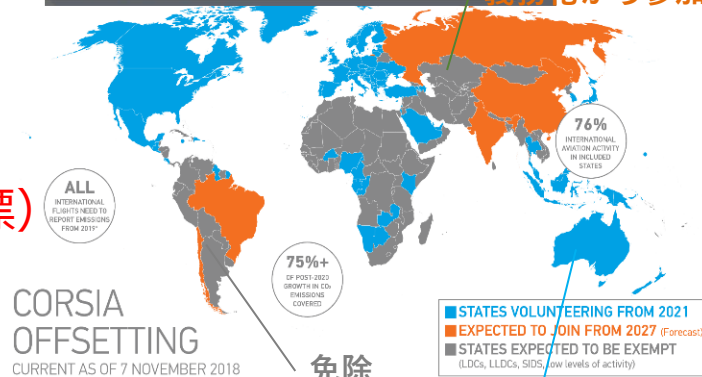 76%
INTERNATIONAL
AVIATION ACTIVITY
IN INCLUDED
STATES
票)
ALL
INTERNATIONAL
FLIGHTS NEED TO
REPORT EMISSIONS
FROM 2019*
75%+
OF POST-2020
GROWTH IN CO₂
EMISSIONS
COVERED
CORSIA
OFFSETTING
CURRENT AS OF 7 NOVEMBER 2018
免除
STATES VOLUNTEERING FROM 2021
EXPECTED TO JOIN FROM 2027 (Forecast)
STATES EXPECTED TO BE EXEMPT
(LDCs, LLDCs, SIDS, low levels of activity)